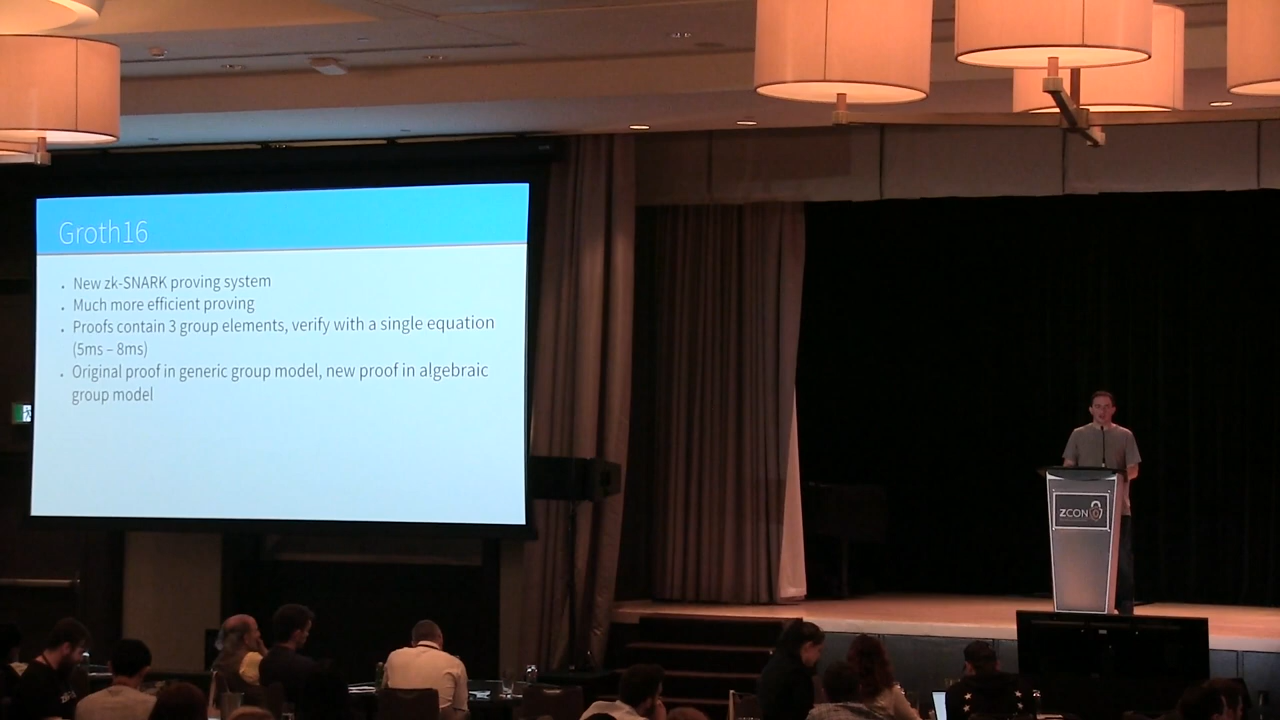 Groth16
New zk-SNARK proving system
Much more efficient proving
Proofs contain 3 group elements, verify with a single equation
(5ms – 8ms)
Original proof in generic group model, new proof in algebraic
group model
ZCON0